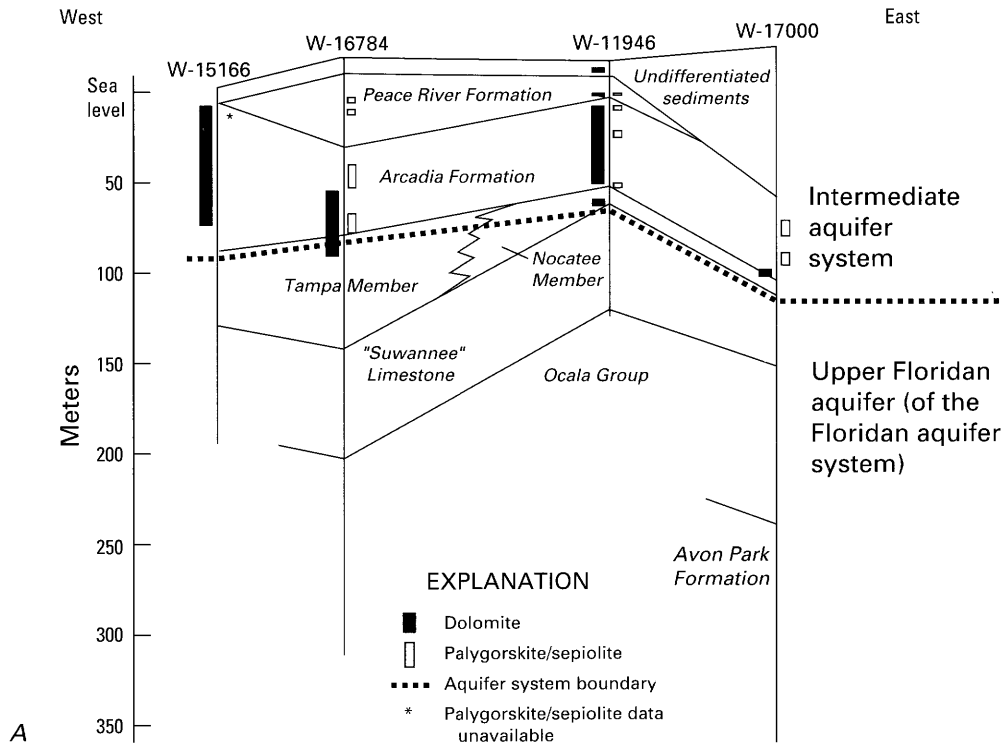 West
East
W-15166
W-16784
W-11946
W-17000
Sea
level
50
100
150
200
250
300
350
Meters
Undifferentiated
sediments
Peace River Formation
Arcadia Formation
Tampa Member
Nocatee
Member
"Suwannee"
Limestone
Ocala Group
Avon Park
Formation
Intermediate
aquifer
system
Upper Floridan
aquifer (of the
Floridan aquifer
system)
EXPLANATION
Dolomite
Palygorskite/sepiolite
Aquifer system boundary
* Palygorskite/sepiolite data
unavailable
*
A